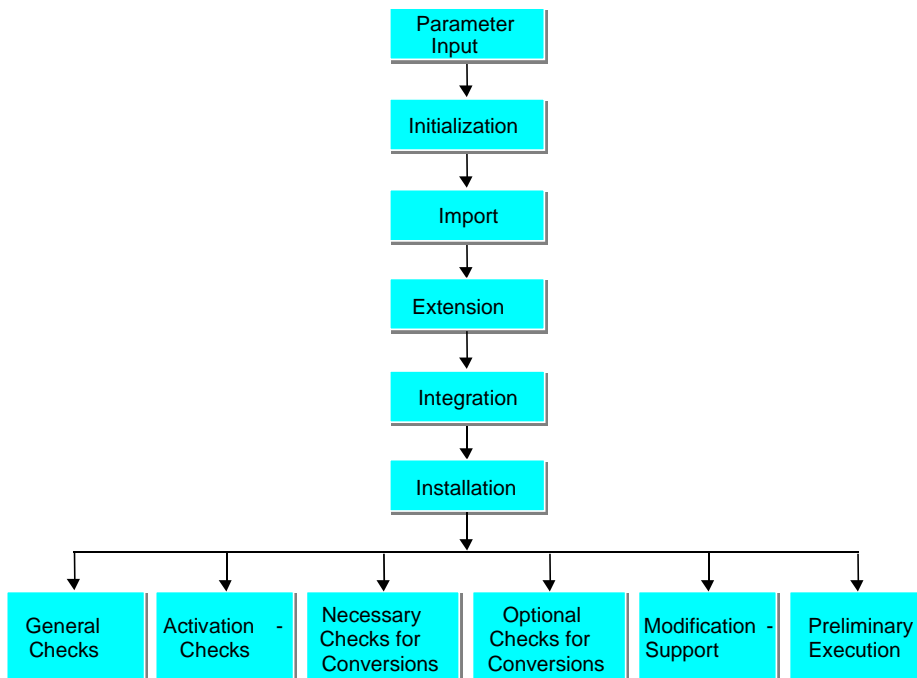 Parameter
Input
Initialization
Import
Extension
Integration
Installation
General
Checks
Activation -
Checks
Necessary
Checks for
Conversions
Optional
Checks for
Conversions
Modification -
Support
Preliminary
Execution